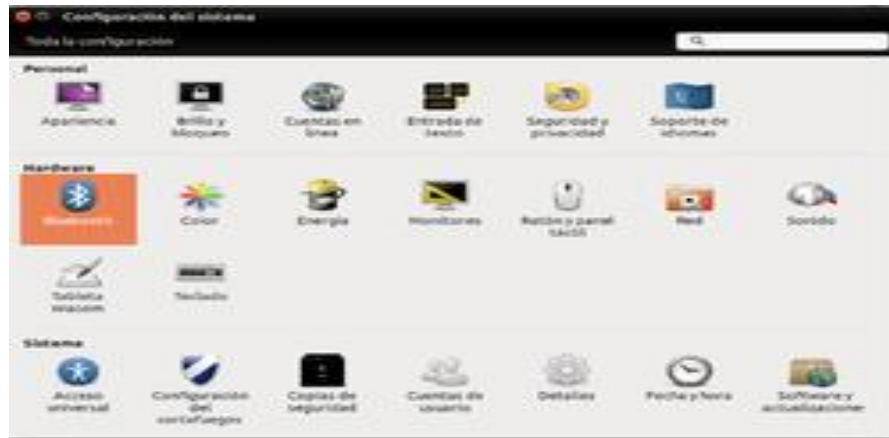 Configuración del sistema
Toda la configuración
Personal
Apariencia
Brillo y
bloqueo
Cuentas en
línea
Entrada de
texto
Seguridad y
privacidad
Soporte de
idiomas
Hardware
Bluetooth
Color
Energía
Monitores
Ratón y panel
táctil
Red
Sonido
Tableta
Wacom
Teclado
Sistema
Acceso
universal
Configuración
del
cortafuegos
Copias de
seguridad
Cuentas de
usuario
Detalles
Fecha y hora
Software y
actualizacione